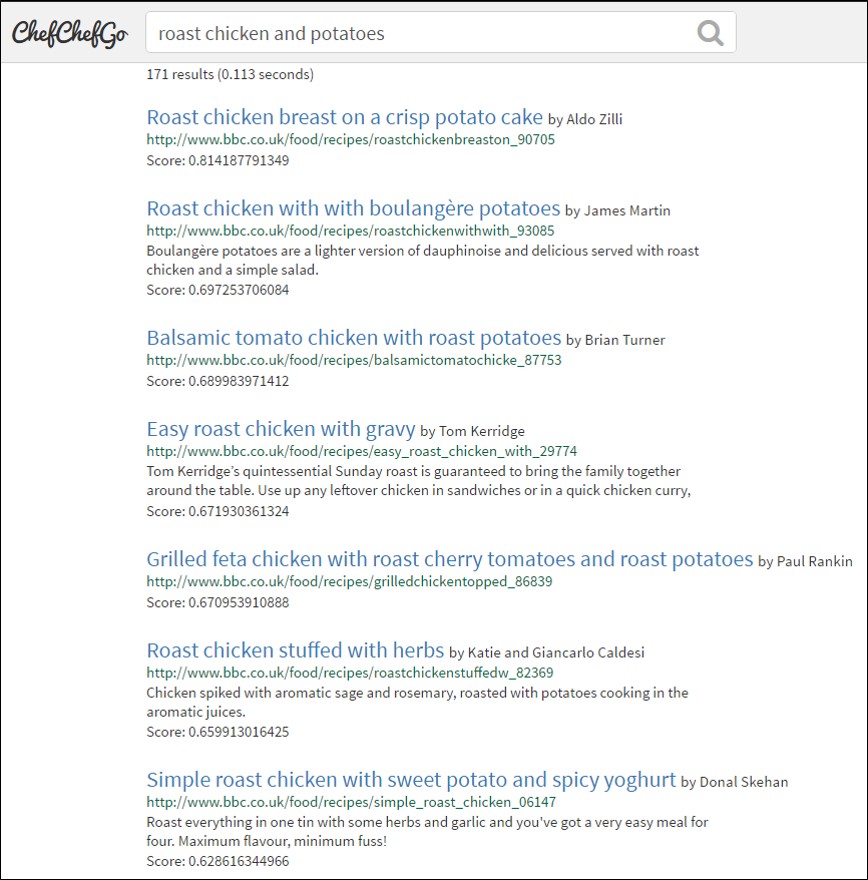 ChefChefGo
roast chicken and potatoes
171 results (0.113 seconds)
Roast chicken breast on a crisp potato cake by Aldo Zilli
http://www.bbc.co.uk/food/recipes/roastchickenbreaston_90705
Score: 0.814187791349
Roast chicken with with boulangère potatoes by James Martin
http://www.bbc.co.uk/food/recipes/roastchickenwithwith_93085
Boulangère potatoes are a lighter version of dauphinoise and delicious served with roast
chicken and a simple salad.
Score: 0.697253706084
Balsamic tomato chicken with roast potatoes by Brian Turner
http://www.bbc.co.uk/food/recipes/balsamictomatochicke_87753
Score: 0.689983971412
Easy roast chicken with gravy by Tom Kerridge
http://www.bbc.co.uk/food/recipes/easy_roast_chicken_with_29774
Tom Kerridge’s quintessential Sunday roast is guaranteed to bring the family together
around the table. Use up any leftover chicken in sandwiches or in a quick chicken curry,
Score: 0.671930361324
Grilled feta chicken with roast cherry tomatoes and roast potatoes by Paul Rankin
http://www.bbc.co.uk/food/recipes/grilledchickentopped_86839
Score: 0.670953910888
Roast chicken stuffed with herbs by Katie and Giancarlo Caldesi
http://www.bbc.co.uk/food/recipes/roastchickenstuffedw_82369
Chicken spiked with aromatic sage and rosemary, roasted with potatoes cooking in the
aromatic juices.
Score: 0.659913016425
Simple roast chicken with sweet potato and spicy yoghurt by Donal Skehan
http://www.bbc.co.uk/food/recipes/simple_roast_chicken_06147
Roast everything in one tin with some herbs and garlic and you've got a very easy meal for
four. Maximum flavour, minimum fuss!
Score: 0.628616344966